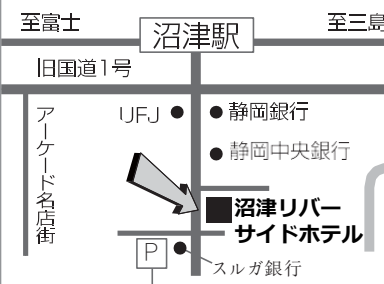 至富士
沼津駅
至三島
旧国道1号
アーケード名店街
UFJ
静岡銀行
静岡中央銀行
沼津リバー
サイドホテル
P
スルガ銀行